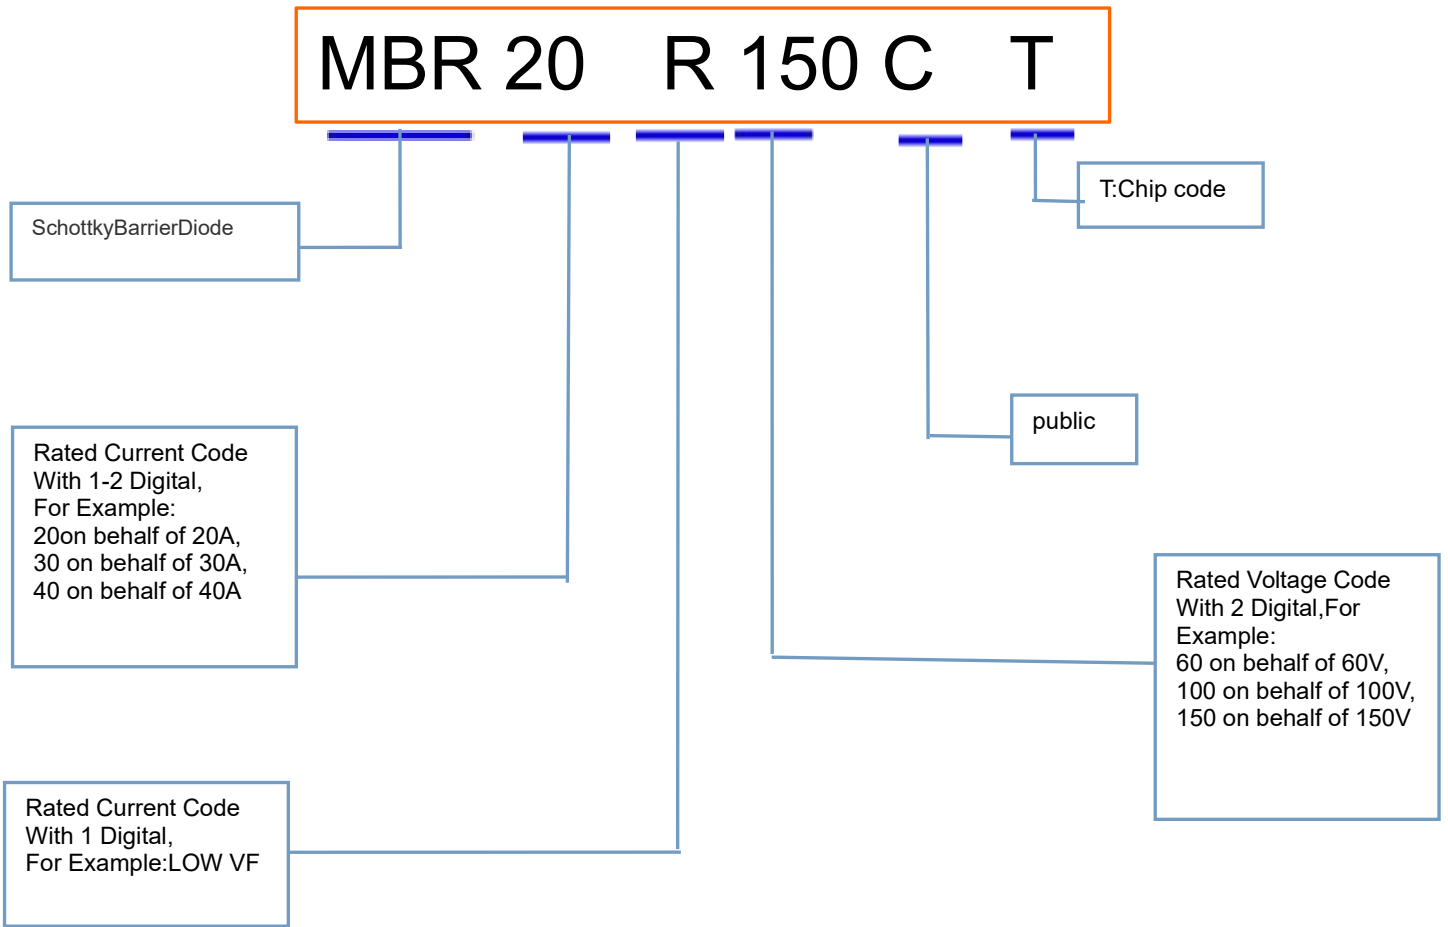 MBR 20 R 150 C T
T:Chip code
SchottkyBarrierDiode
public
Rated Current Code
With 1-2 Digital,
For Example:
20on behalf of 20A,
30 on behalf of 30A,
40 on behalf of 40A
Rated Voltage Code
With 2 Digital,For
Example:
60 on behalf of 60V,
100 on behalf of 100V,
150 on behalf of 150V
Rated Current Code
With 1 Digital,
For Example:LOW VF